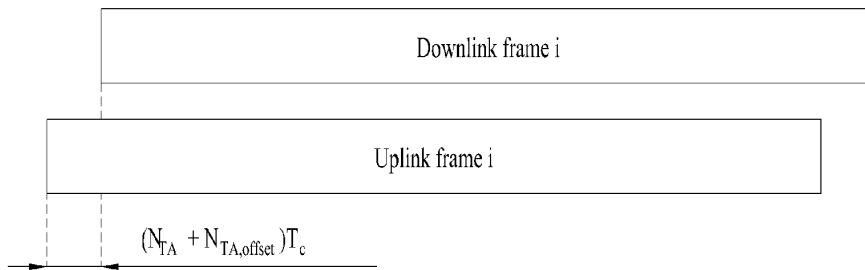 Downlink frame i
Uplink frame i
(N_TA + N_TA,offset)T_c